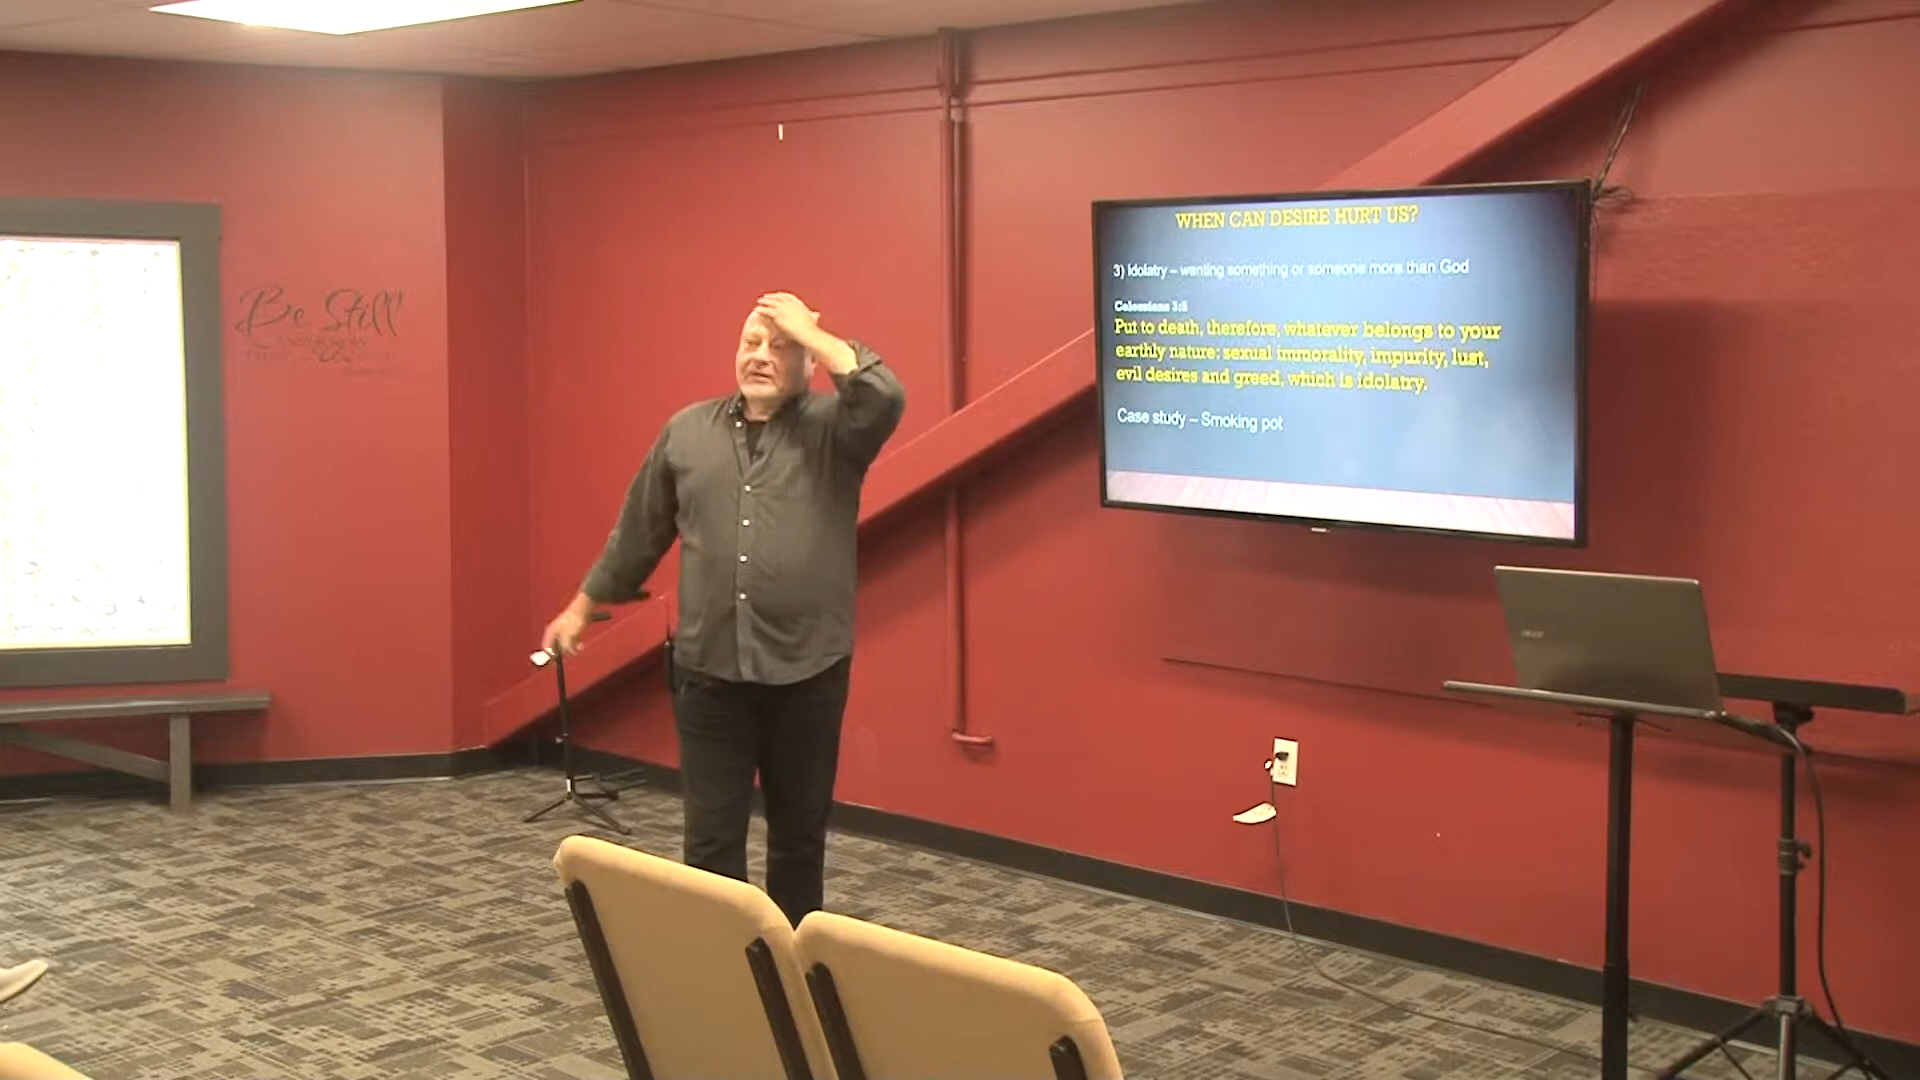 Be Still
WHEN CAN DESIRE HURT US?
3) Idolatry – wanting something or someone more than God
Colossians 3:5
Put to death, therefore, whatever belongs to your
earthly nature: sexual immorality, impurity, lust,
evil desires and greed, which is idolatry.
Case study – Smoking pot
acer